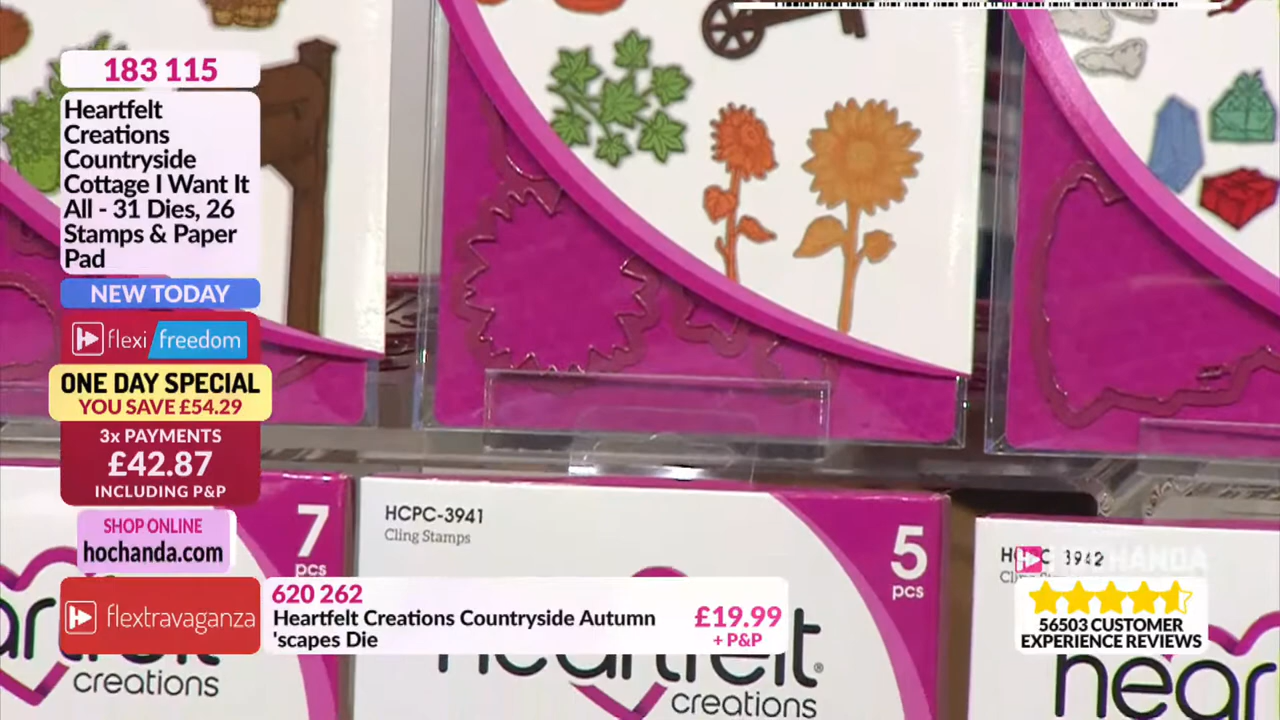 183 115
Heartfelt
Creations
Countryside
Cottage I Want It
All - 31 Dies, 26
Stamps & Paper
Pad
NEW TODAY
flexi freedom
ONE DAY SPECIAL
YOU SAVE £54.29
3x PAYMENTS
£42.87
INCLUDING P&P
SHOP ONLINE
hochanda.com
flextravaganza
620 262
Heartfelt Creations Countryside Autumn
'scapes Die
£19.99
+ P&P
7
pcs
HCPC-3941
Cling Stamps
5
pcs
heartfelt®
creations
creations
3942
HOCHANDA
56503 CUSTOMER
EXPERIENCE REVIEWS